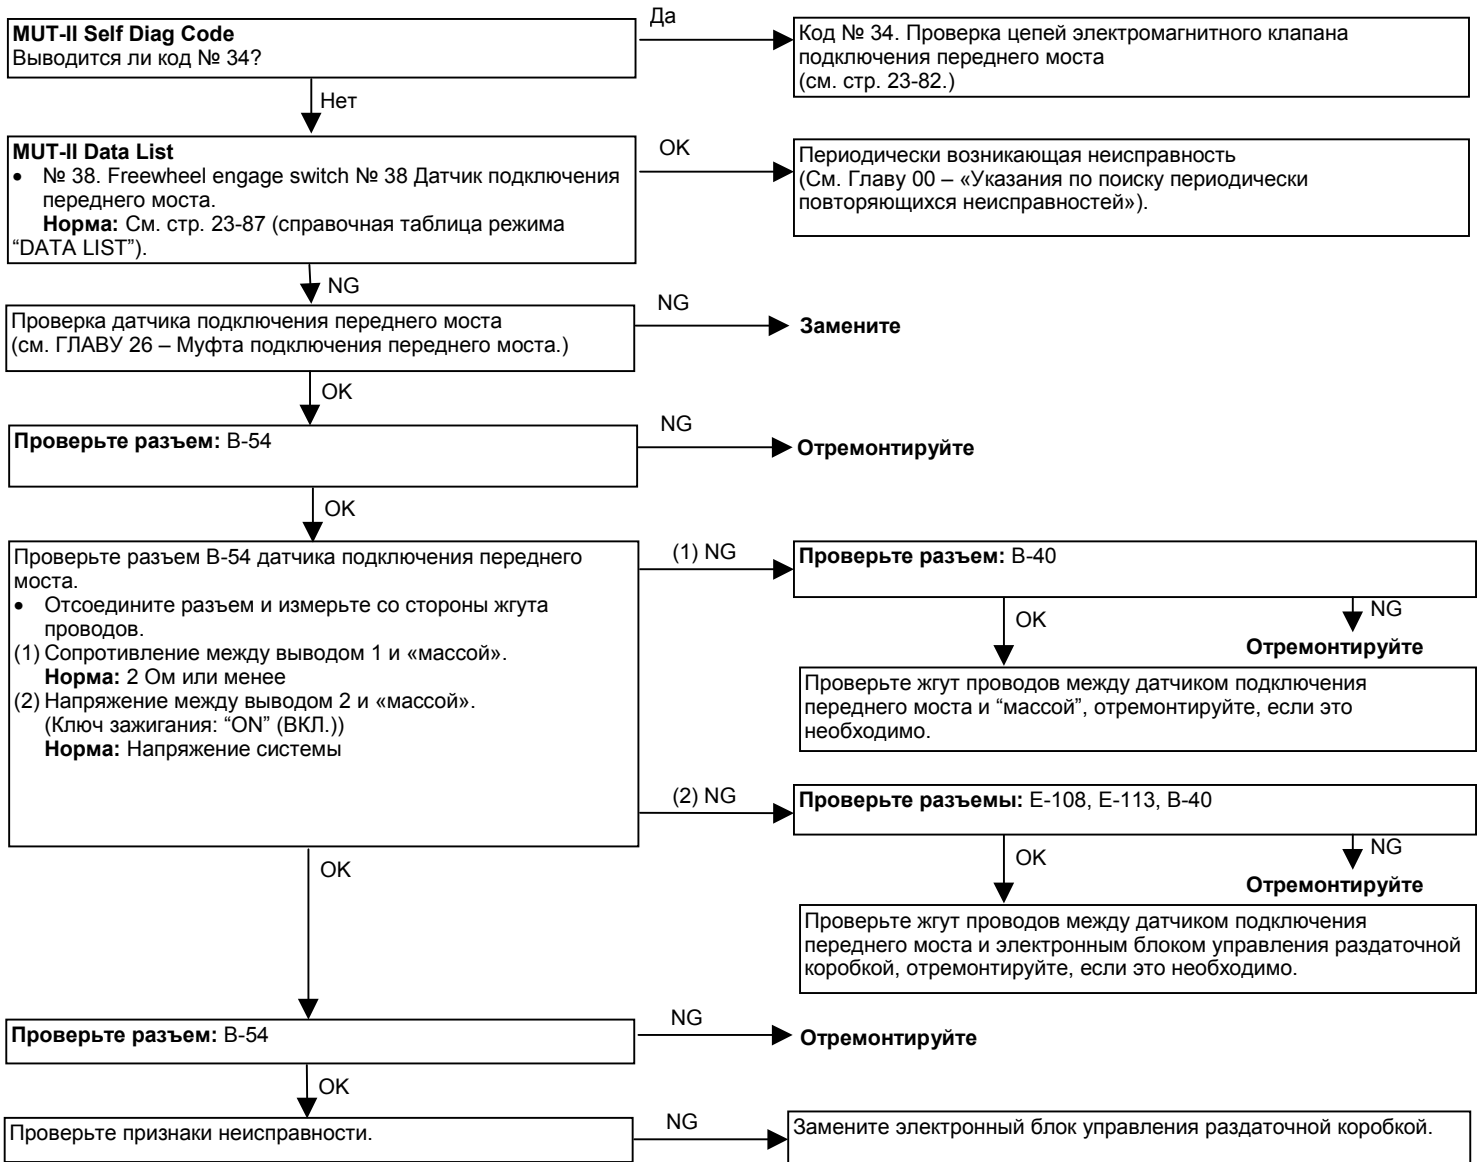 MUT-II Self Diag Code
Выводится ли код № 34?
Да
Код № 34. Проверка цепей электромагнитного клапана
подключения переднего моста
(см. стр. 23-82.)
Нет
MUT-II Data List
• № 38. Freewheel engage switch № 38 Датчик подключения
переднего моста.
Норма: См. стр. 23-87 (справочная таблица режима
“DATA LIST”).
OK
Периодически возникающая неисправность
(См. Главу 00 – «Указания по поиску периодически
повторяющихся неисправностей»).
NG
Проверка датчика подключения переднего моста
(см. ГЛАВУ 26 – Муфта подключения переднего моста.)
NG
Замените
OK
Проверьте разъем: B-54
NG
Отремонтируйте
OK
Проверьте разъем B-54 датчика подключения переднего
моста.
• Отсоедините разъем и измерьте со стороны жгута
проводов.
(1) Сопротивление между выводом 1 и «массой».
Норма: 2 Ом или менее
(2) Напряжение между выводом 2 и «массой».
(Ключ зажигания: “ON” (ВКЛ.))
Норма: Напряжение системы
(1) NG
Проверьте разъем: B-40
OK
NG
Отремонтируйте
Проверьте жгут проводов между датчиком подключения
переднего моста и “массой”, отремонтируйте, если это
необходимо.
(2) NG
Проверьте разъемы: E-108, E-113, B-40
OK
NG
Отремонтируйте
Проверьте жгут проводов между датчиком подключения
переднего моста и электронным блоком управления раздаточной
коробкой, отремонтируйте, если это необходимо.
OK
Проверьте разъем: B-54
NG
Отремонтируйте
OK
Проверьте признаки неисправности.
NG
Замените электронный блок управления раздаточной коробкой.